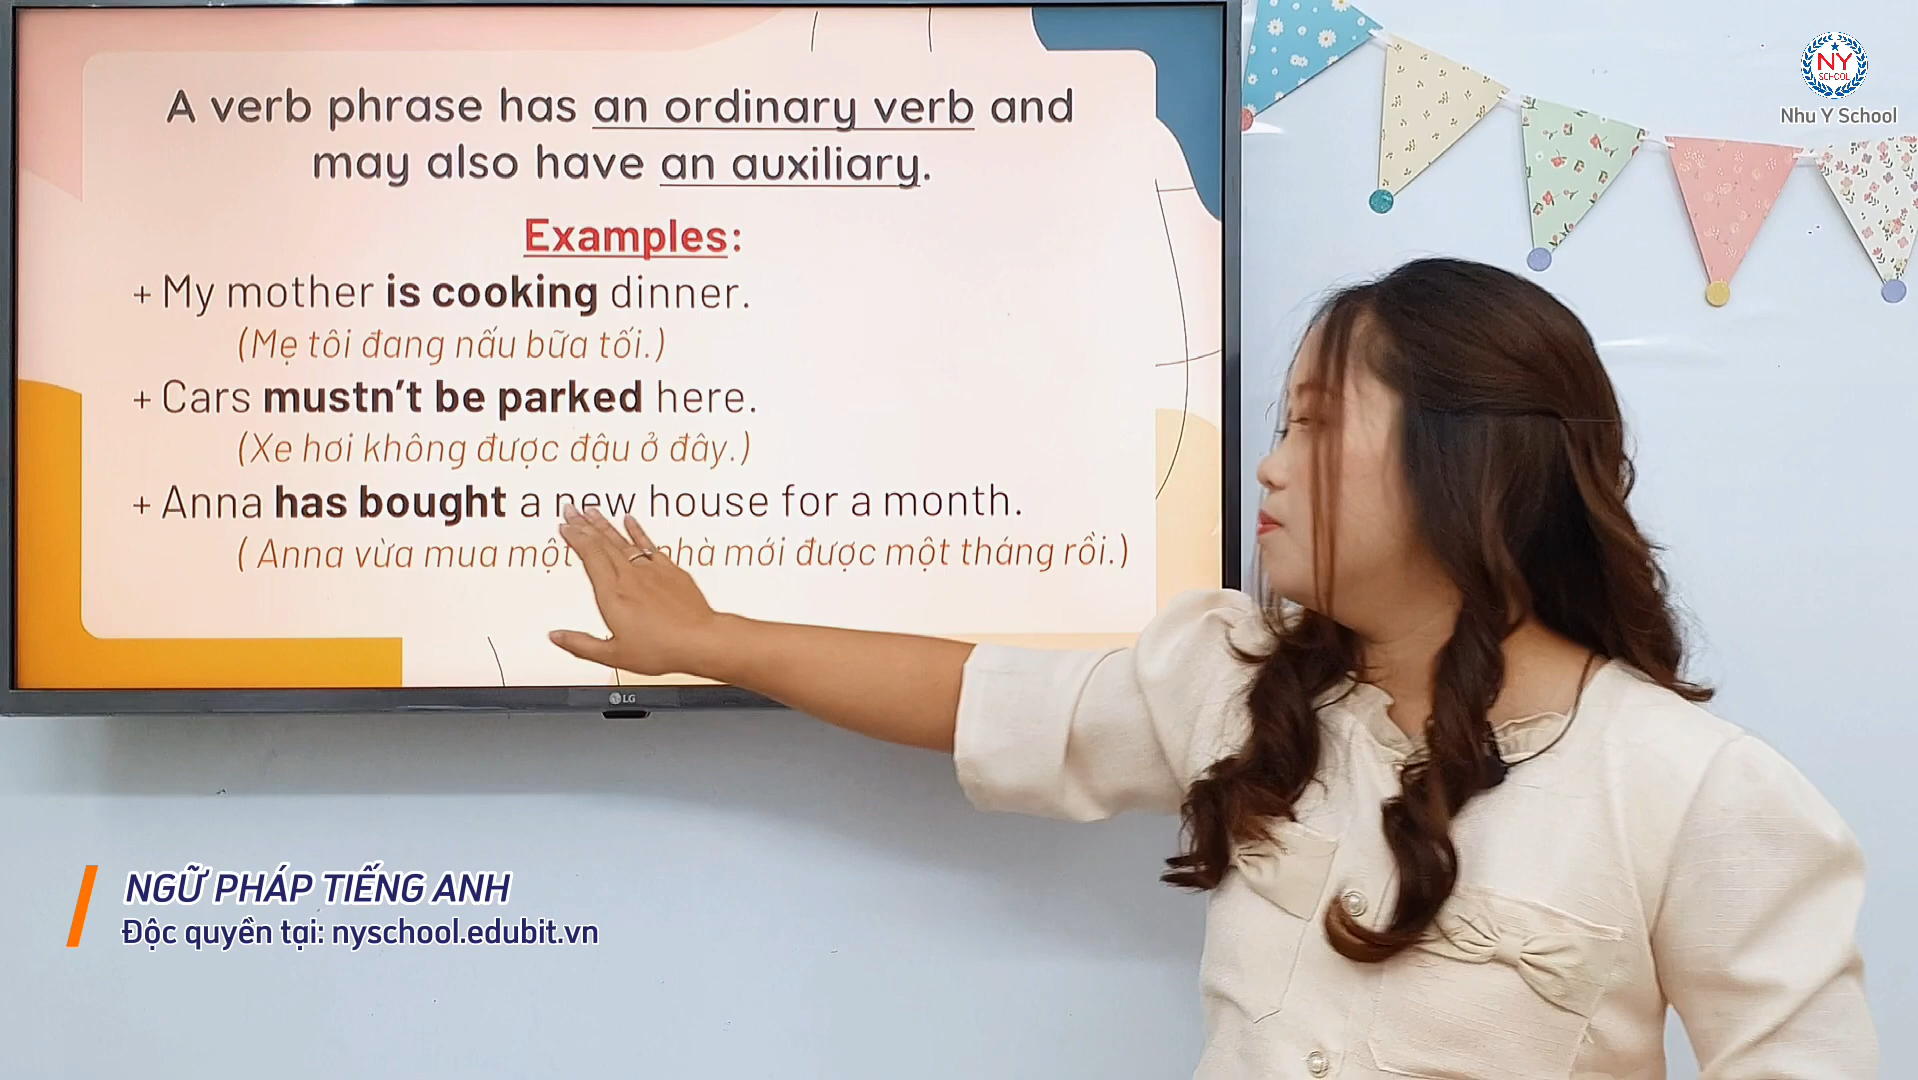 A verb phrase has an ordinary verb and
may also have an auxiliary.
Examples:
+ My mother is cooking dinner.
(Mẹ tôi đang nấu bữa tối.)
+ Cars mustn't be parked here.
(Xe hơi không được đậu ở đây.)
+ Anna has bought a new house for a month.
( Anna vừa mua một nhà mới được một tháng rồi.)
LG
NY
SCHOOL
Nhu Y School
NGỮ PHÁP TIẾNG ANH
Độc quyền tại: nyschool.edubit.vn